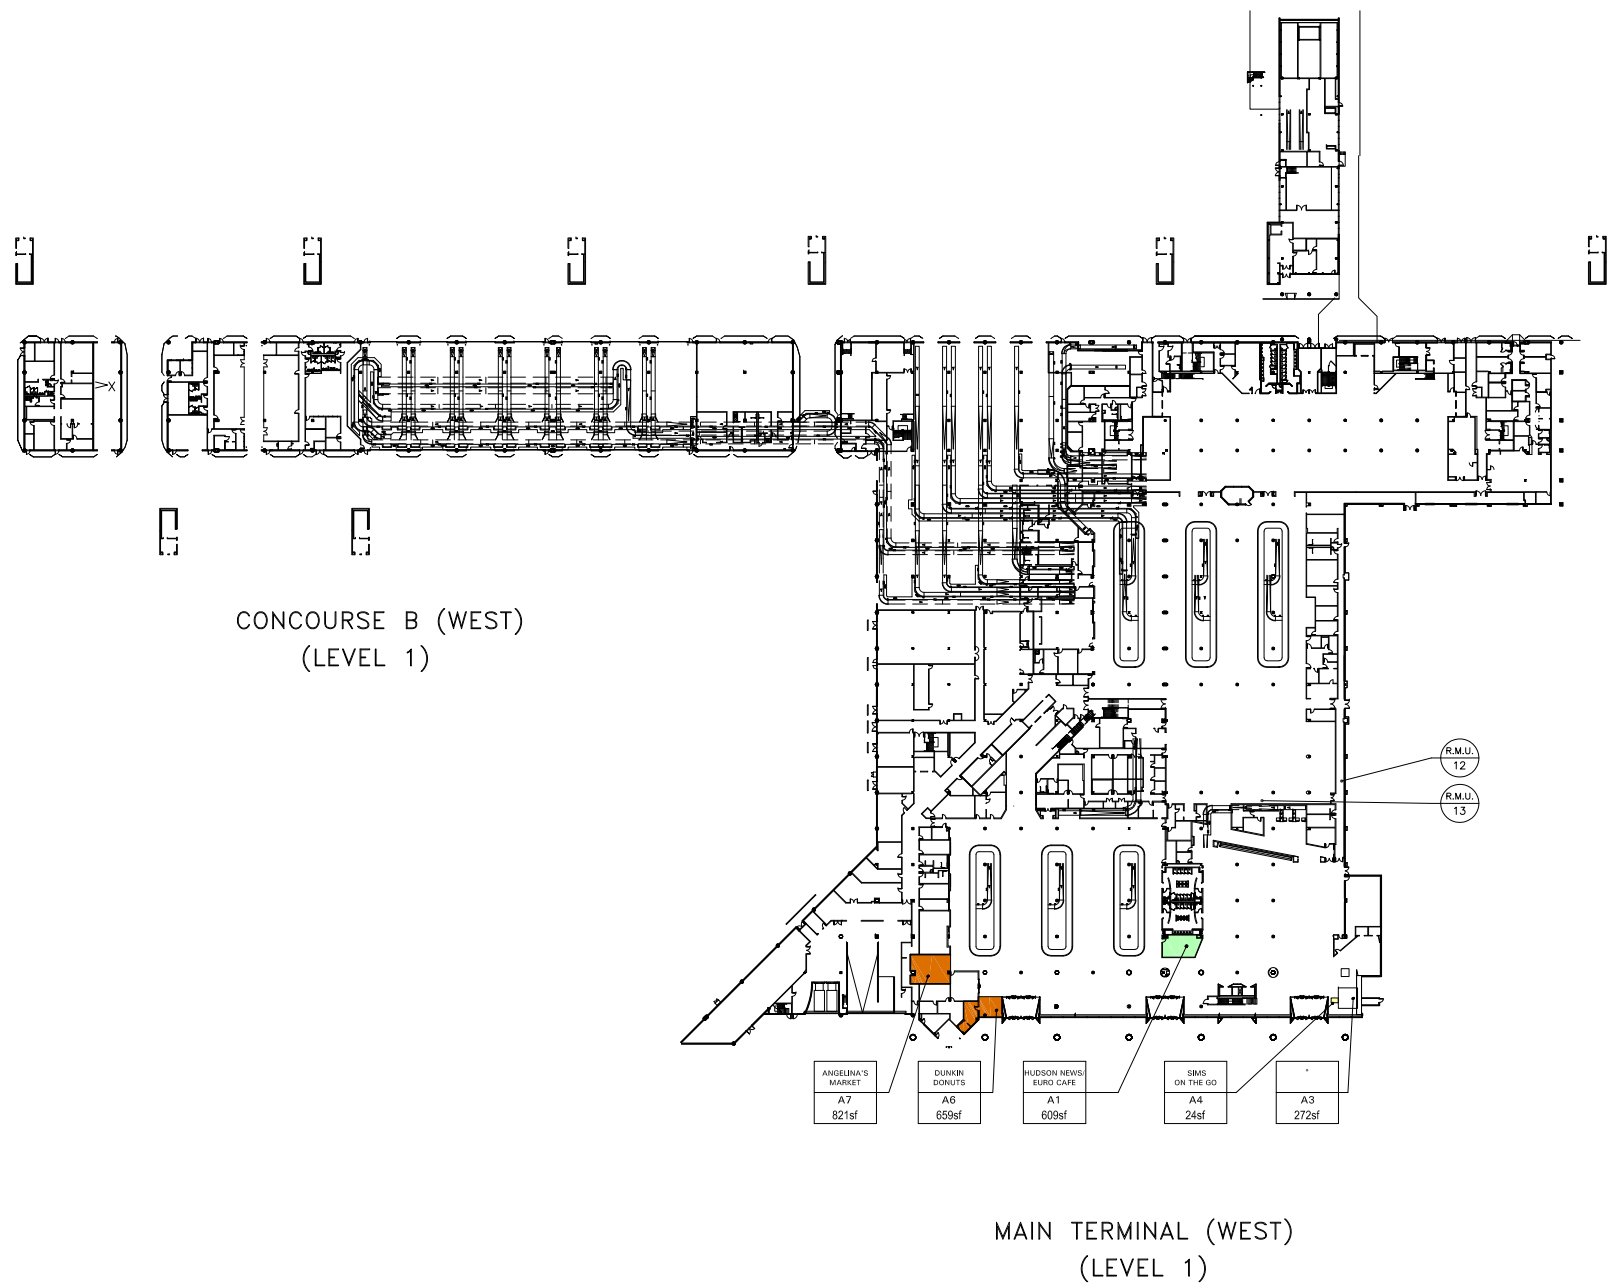 CONCOURSE B (WEST)
(LEVEL 1)
R.M.U.
12
R.M.U.
13
ANGELINA'S
MARKET
A7
821sf
DUNKIN
DONUTS
A6
659sf
HUDSON NEWS/
EURO CAFE
A1
609sf
SIMS
ON THE GO
A4
24sf
A3
272sf
MAIN TERMINAL (WEST)
(LEVEL 1)